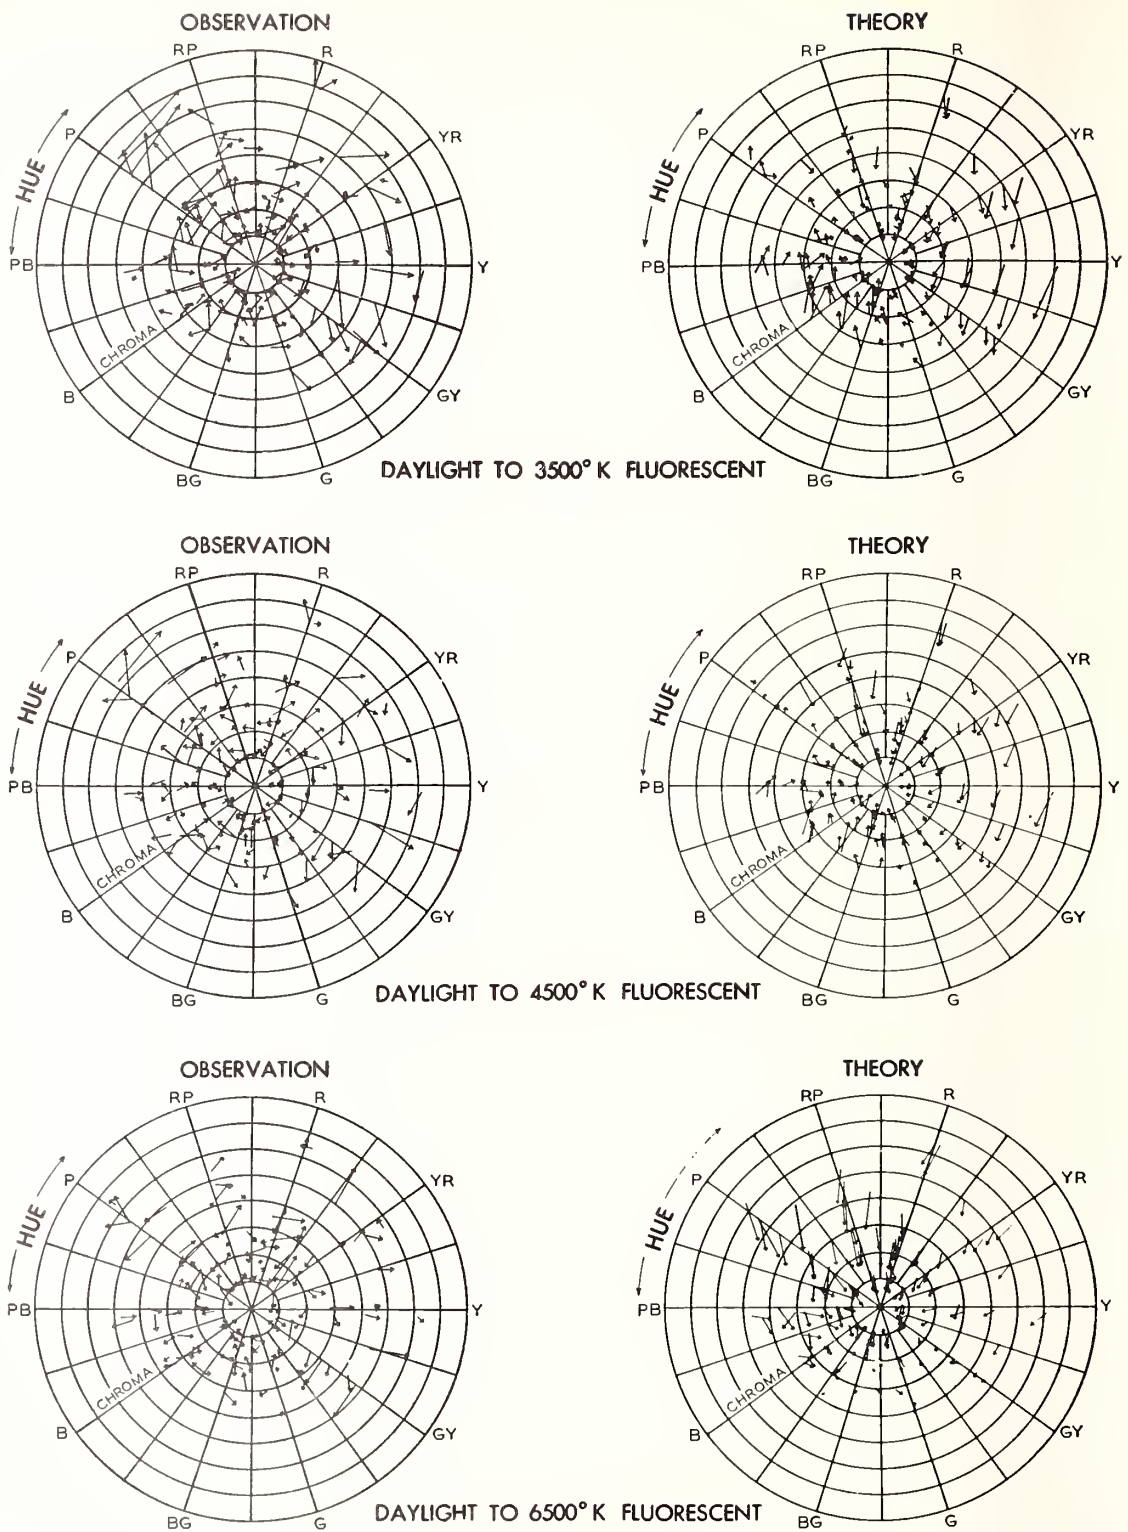 OBSERVATION
THEORY
RP
R
RP
R
P
YR
P
YR
HUE
HUE
PB
Y
PB
Y
CHROMA
CHROMA
B
GY
B
GY
BG
G
BG
G
DAYLIGHT TO 3500°K FLUORESCENT
OBSERVATION
THEORY
RP
R
RP
R
P
YR
P
YR
HUE
HUE
PB
Y
PB
Y
CHROMA
CHROMA
B
GY
B
GY
BG
G
BG
G
DAYLIGHT TO 4500°K FLUORESCENT
OBSERVATION
THEORY
RP
R
RP
R
P
YR
P
YR
HUE
HUE
PB
Y
PB
Y
CHROMA
CHROMA
B
GY
B
GY
BG
G
BG
G
DAYLIGHT TO 6500°K FLUORESCENT